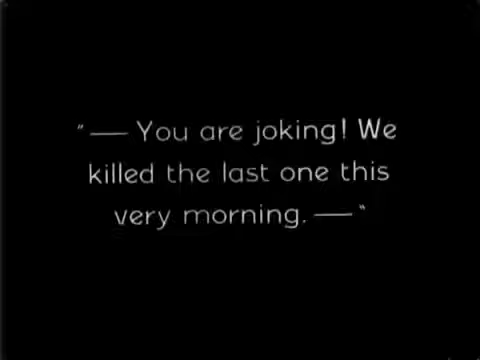 "— You are joking! We
killed the last one this
very morning. —"